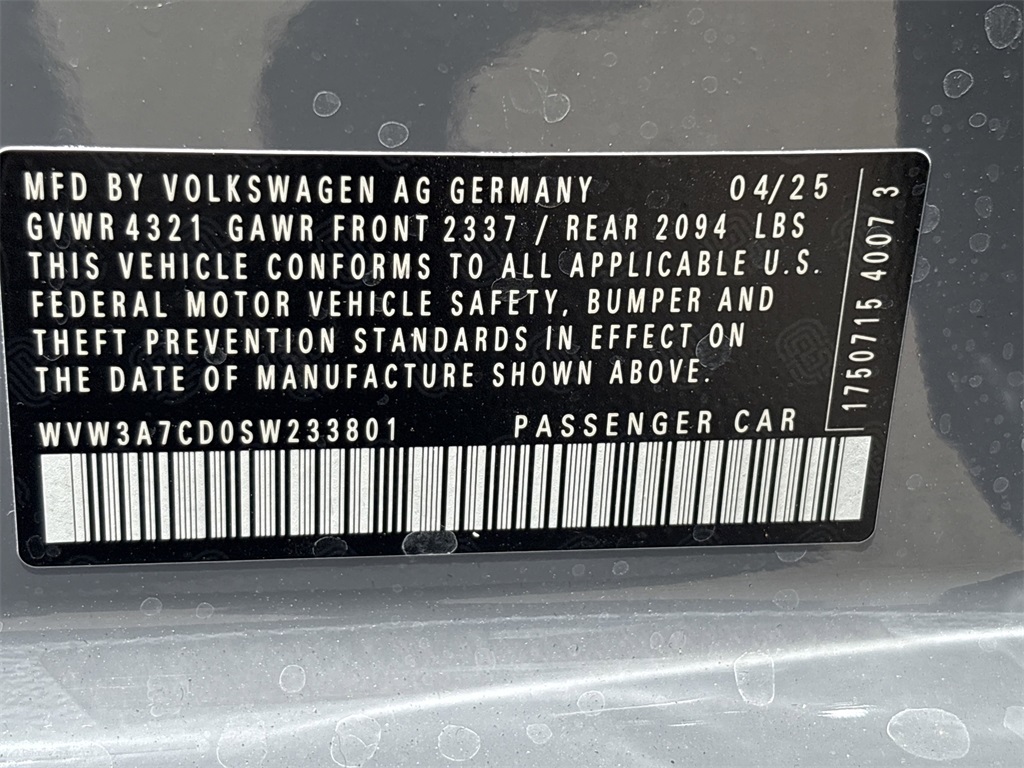 MFD BY VOLKSWAGEN AG GERMANY 04/25
GVWR 4321 GAWR FRONT 2337 / REAR 2094 LBS
THIS VEHICLE CONFORMS TO ALL APPLICABLE U.S.
FEDERAL MOTOR VEHICLE SAFETY, BUMPER AND
THEFT PREVENTION STANDARDS IN EFFECT ON
THE DATE OF MANUFACTURE SHOWN ABOVE.
WVW3A7CD0SW233801 PASSENGER CAR
1750715 4007 3